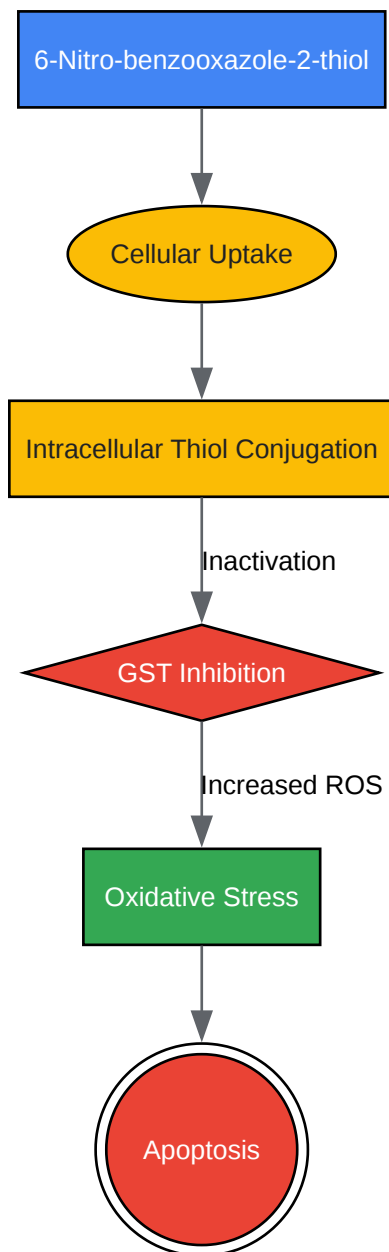 6-Nitro-benzooxazole-2-thiol
Cellular Uptake
Intracellular Thiol Conjugation
Inactivation
GST Inhibition
Increased ROS
Oxidative Stress
Apoptosis